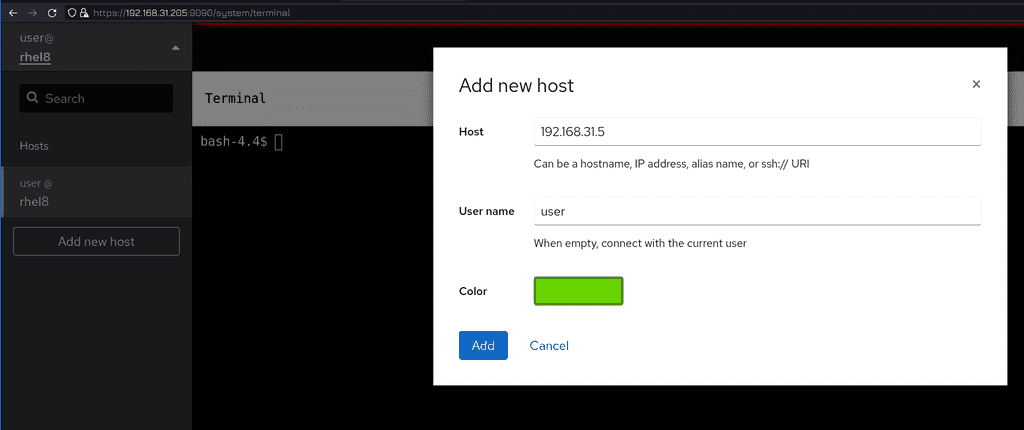 https://192.168.31.205:9090/system/terminal
user@
rhel8
Search
Hosts
user @
rhel8
Add new host
Terminal
bash-4.4$
Add new host
Host
192.168.31.5
Can be a hostname, IP address, alias name, or ssh:// URI
User name
user
When empty, connect with the current user
Color
Add
Cancel